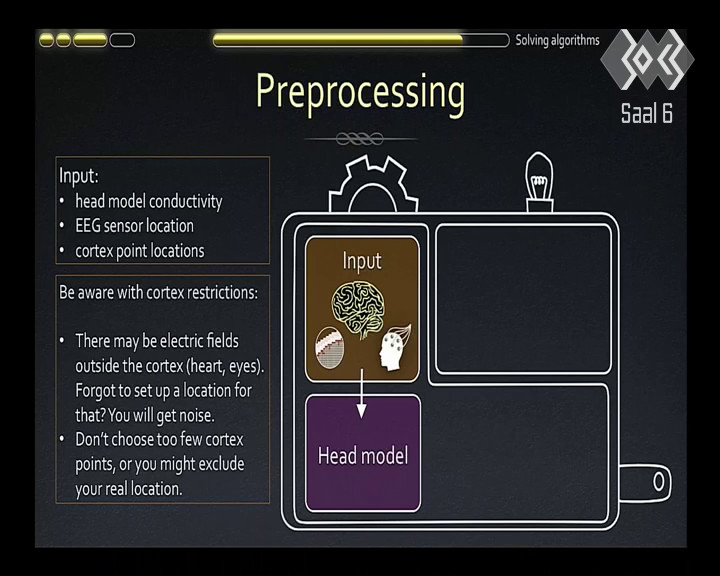 Solving algorithms
Saal 6
Preprocessing
Input:
• head model conductivity
• EEG sensor location
• cortex point locations
Be aware with cortex restrictions:
• There may be electric fields
outside the cortex (heart, eyes).
Forgot to set up a location for
that? You will get noise.
• Don't choose too few cortex
points, or you might exclude
your real location.
Input
Head model